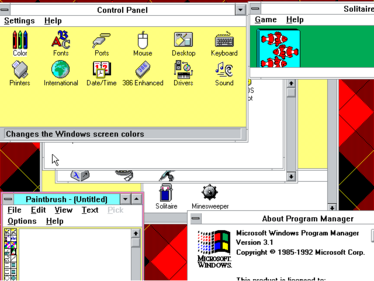 Control Panel
Settings Help
Color Fonts Ports Mouse Desktop Keyboard
Printers International Date/Time 386 Enhanced Drivers Sound
Changes the Windows screen colors
Solitaire
Game Help
Solitaire Minesweeper
Paintbrush - [Untitled]
File Edit View Text Pick
Options Help
About Program Manager
Microsoft Windows Program Manager
Version 3.1
Copyright © 1985-1992 Microsoft Corp.
MICROSOFT
WINDOWS.
This product is licensed to: